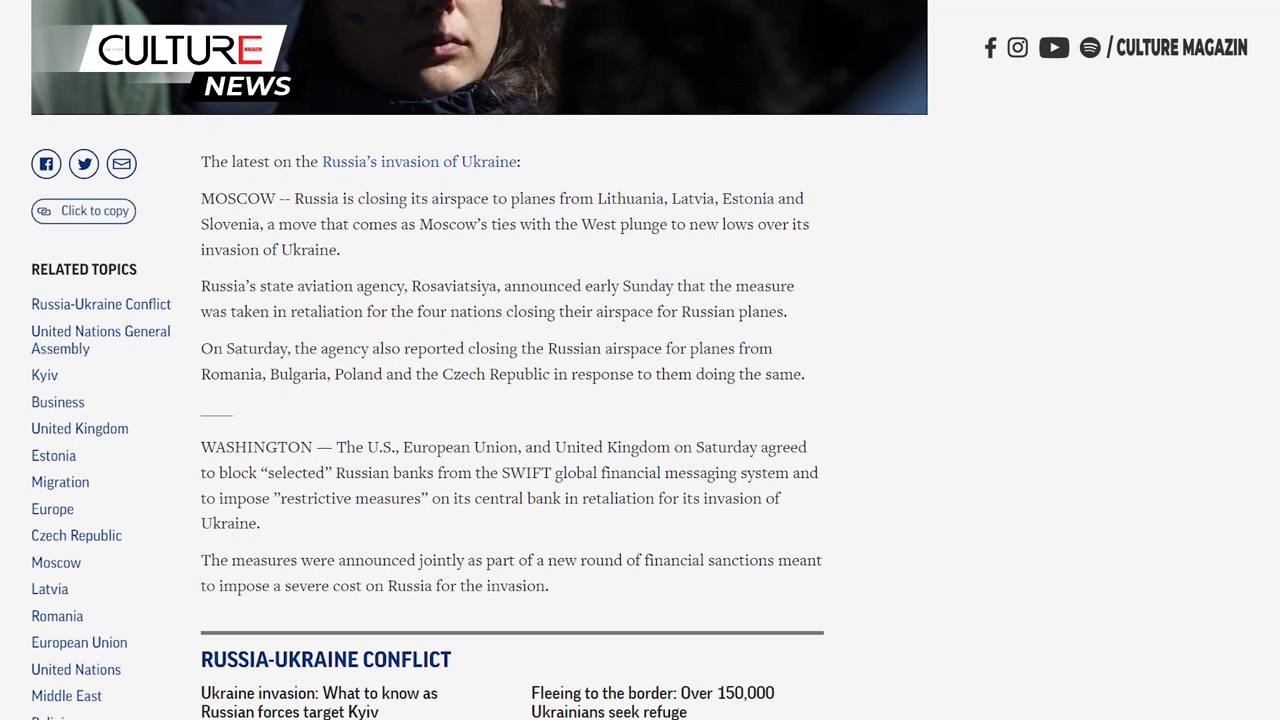 CULTURE
MAGAZIN
NEWS
/ CULTURE MAGAZIN
Click to copy
RELATED TOPICS
Russia-Ukraine Conflict
United Nations General
Assembly
Kyiv
Business
United Kingdom
Estonia
Migration
Europe
Czech Republic
Moscow
Latvia
Romania
European Union
United Nations
Middle East
The latest on the Russia’s invasion of Ukraine:
MOSCOW -- Russia is closing its airspace to planes from Lithuania, Latvia, Estonia and
Slovenia, a move that comes as Moscow’s ties with the West plunge to new lows over its
invasion of Ukraine.
Russia’s state aviation agency, Rosaviatsiya, announced early Sunday that the measure
was taken in retaliation for the four nations closing their airspace for Russian planes.
On Saturday, the agency also reported closing the Russian airspace for planes from
Romania, Bulgaria, Poland and the Czech Republic in response to them doing the same.
WASHINGTON — The U.S., European Union, and United Kingdom on Saturday agreed
to block “selected” Russian banks from the SWIFT global financial messaging system and
to impose ”restrictive measures” on its central bank in retaliation for its invasion of
Ukraine.
The measures were announced jointly as part of a new round of financial sanctions meant
to impose a severe cost on Russia for the invasion.
RUSSIA-UKRAINE CONFLICT
Ukraine invasion: What to know as
Russian forces target Kyiv
Fleeing to the border: Over 150,000
Ukrainians seek refuge